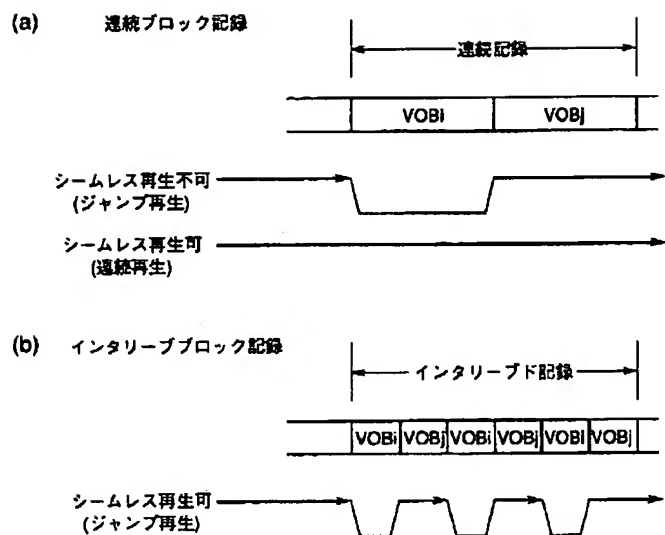 (a) 連続ブロック記録
連続記録
VOBi VOBj
シームレス再生不可
(ジャンプ再生)
シームレス再生可
(連続再生)
(b) インタリーブブロック記録
インタリーブド記録
VOBi VOBj VOBi VOBj VOBi VOBj
シームレス再生可
(ジャンプ再生)